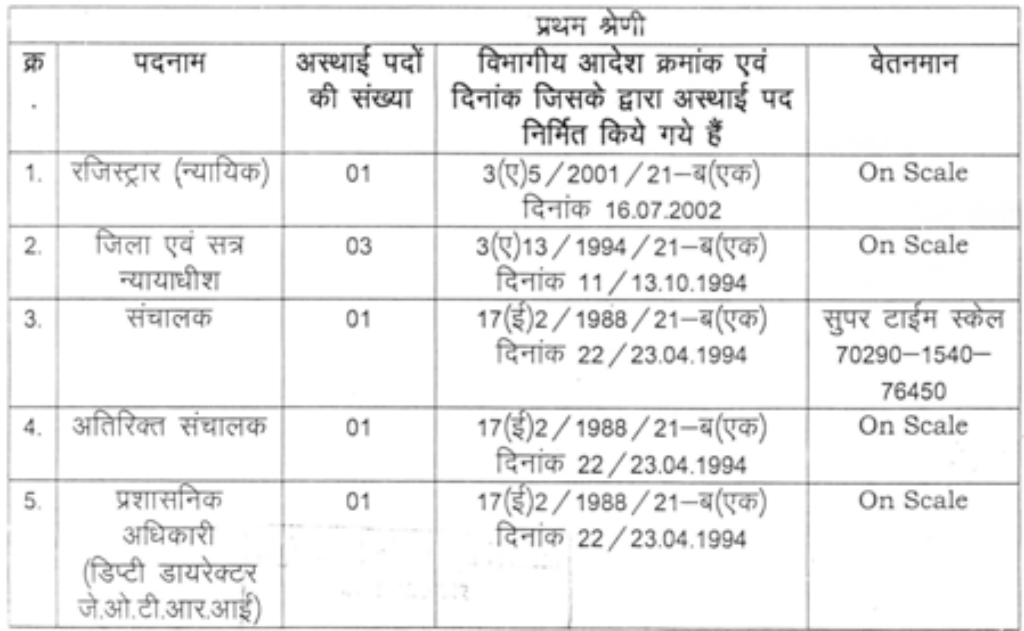 प्रथम श्रेणी
क्र . पदनाम अस्थाई पदों की संख्या विभागीय आदेश क्रमांक एवं दिनांक जिसके द्वारा अस्थाई पद निर्मित किये गये हैं वेतनमान
1. रजिस्ट्रार (न्यायिक) 01 3(ए)5/2001/21–ब(एक) On Scale
दिनांक 16.07.2002
2. जिला एवं सत्र 03 3(ए)13/1994/21–ब(एक) On Scale
न्यायाधीश दिनांक 11/13.10.1994
3. संचालक 01 17(ई)2/1988/21–ब(एक) सुपर टाईम स्केल
दिनांक 22/23.04.1994 70290–1540–
76450
4. अतिरिक्त संचालक 01 17(ई)2/1988/21–ब(एक) On Scale
दिनांक 22/23.04.1994
5. प्रशासनिक 01 17(ई)2/1988/21–ब(एक) On Scale
अधिकारी दिनांक 22/23.04.1994
(डिप्टी डायरेक्टर
जे.ओ.टी.आर.आई)